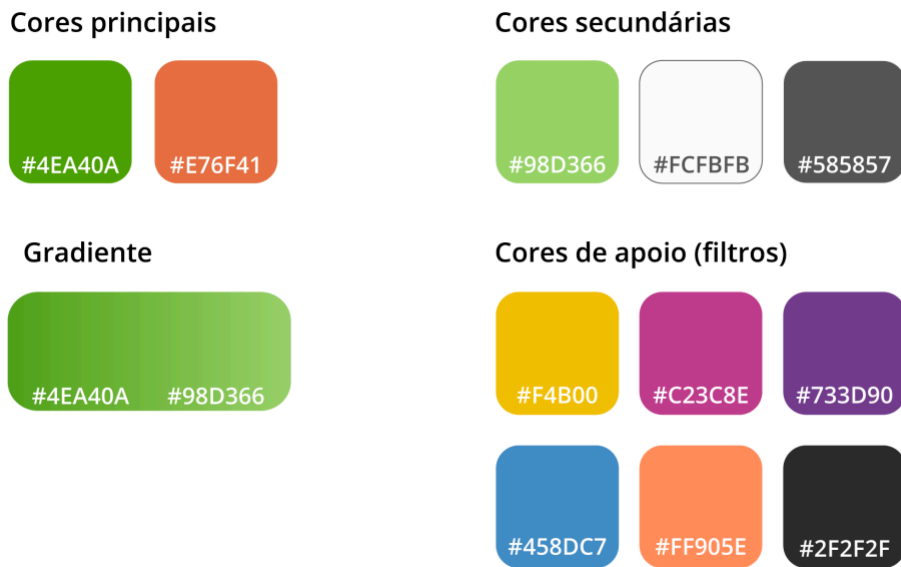 Cores principais
#4EA40A #E76F41
Cores secundárias
#98D366 #FCFBFB #585857
Gradiente
#4EA40A #98D366
Cores de apoio (filtros)
#F4B00 #C23C8E #733D90
#458DC7 #FF905E #2F2F2F